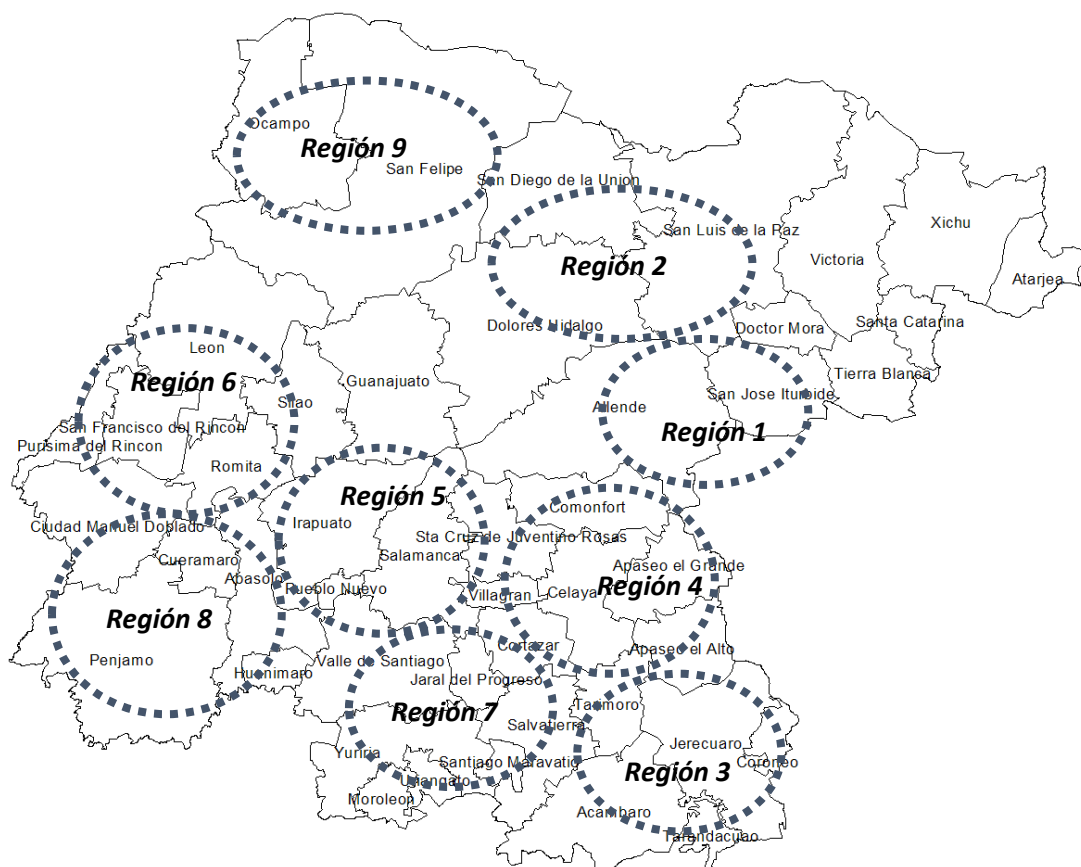 Ocampo
Región 9
San Felipe
San Diego de la Union
San Luis de la Paz
Xichu
Región 2
Victoria
Atarjea
Dolores Hidalgo
Doctor Mora
Santa Catarina
Leon
Guanajuato
Tierra Blanca
Región 6
Silao
Allende
San Jose Iturbide
San Francisco del Rincon
Región 1
Purisima del Rincon
Romita
Región 5
Comonfort
Ciudad Manuel Doblado
Irapuato
Sta Cruz de Juventino Rosas
Cueramaro
Salamanca
Apaseo el Grande
Abasolo
Pueblo Nuevo
Villagran
Celaya
Región 4
Región 8
Cortazar
Apaseo el Alto
Penjamo
Huanimaro
Valle de Santiago
Jaral del Progreso
Región 7
Tarimoro
Salvatierra
Jerecuaro
Yuriria
Santiago Maravatio
Coroneo
Región 3
Uriangato
Moroleon
Acambaro
Tarandacuao